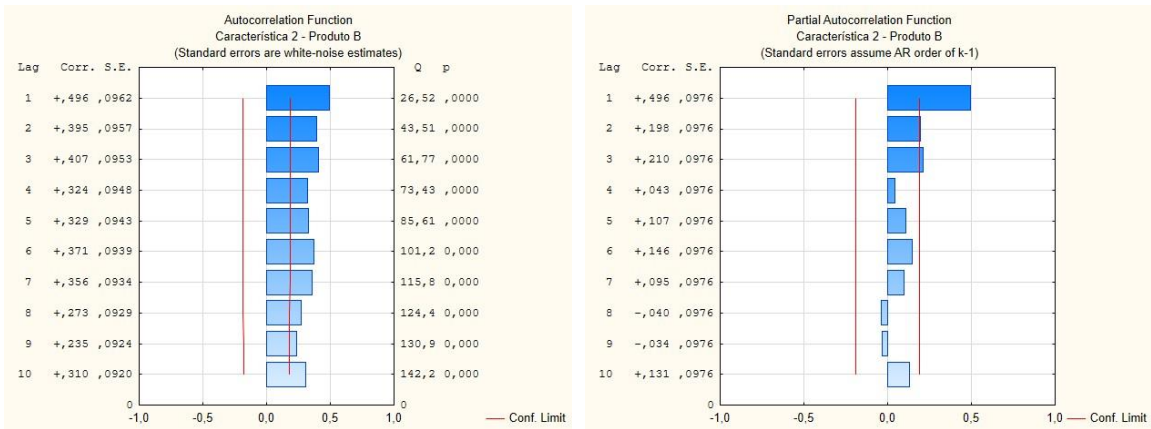 Autocorrelation Function
Característica 2 - Produto B
(Standard errors are white-noise estimates)
Lag Corr. S.E. Q p
1 +,496 ,0962 26,52 ,0000
2 +,395 ,0957 43,51 ,0000
3 +,407 ,0953 61,77 ,0000
4 +,324 ,0948 73,43 ,0000
5 +,329 ,0943 85,61 ,0000
6 +,371 ,0939 101,2 0,000
7 +,356 ,0934 115,8 0,000
8 +,273 ,0929 124,4 0,000
9 +,235 ,0924 130,9 0,000
10 +,310 ,0920 142,2 0,000
0 0
-1,0 -0,5 0,0 0,5 1,0 Conf. Limit
Partial Autocorrelation Function
Característica 2 - Produto B
(Standard errors assume AR order of k-1)
Lag Corr. S.E.
1 +,496 ,0976
2 +,198 ,0976
3 +,210 ,0976
4 +,043 ,0976
5 +,107 ,0976
6 +,146 ,0976
7 +,095 ,0976
8 -,040 ,0976
9 -,034 ,0976
10 +,131 ,0976
0 0
-1,0 -0,5 0,0 0,5 1,0 Conf. Limit